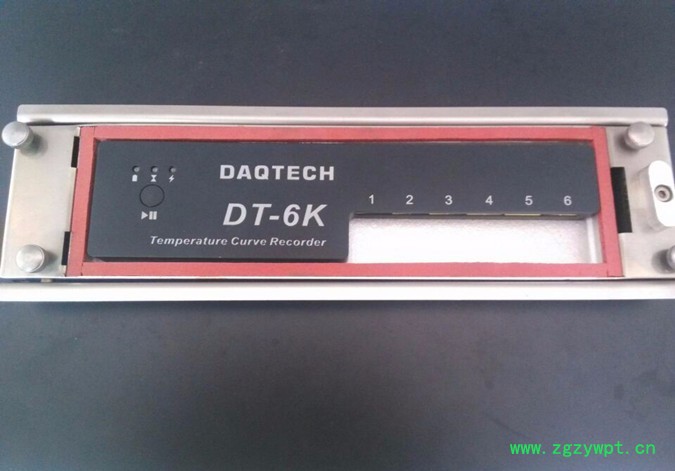 DAQTECH
DT-6K
Temperature Curve Recorder
1 2 3 4 5 6
www.zgzywpt.cn